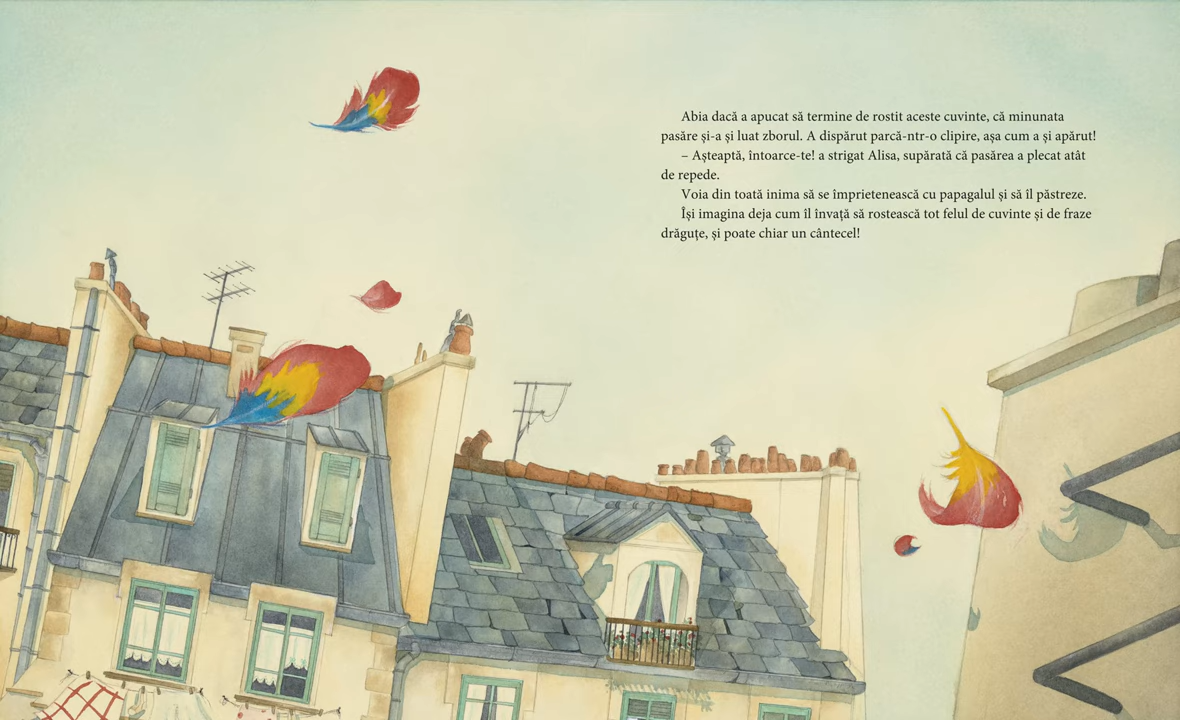 Abia dacă a apucat să termine de rostit aceste cuvinte, că minunata
pasăre și-a și luat zborul. A dispărut parcă-ntr-o clipire, așa cum a și apărut!
– Așteaptă, întoarce-te! a strigat Alisa, supărată că pasărea a plecat atât
de repede.
Voia din toată inima să se împrietenească cu papagalul și să îl păstreze.
Își imagina deja cum îl învață să rostească tot felul de cuvinte și de fraze
drăguțe, și poate chiar un cântecel!